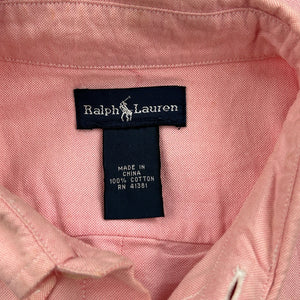 Ralph Lauren
MADE IN
CHINA
100% COTTON
RN 41381